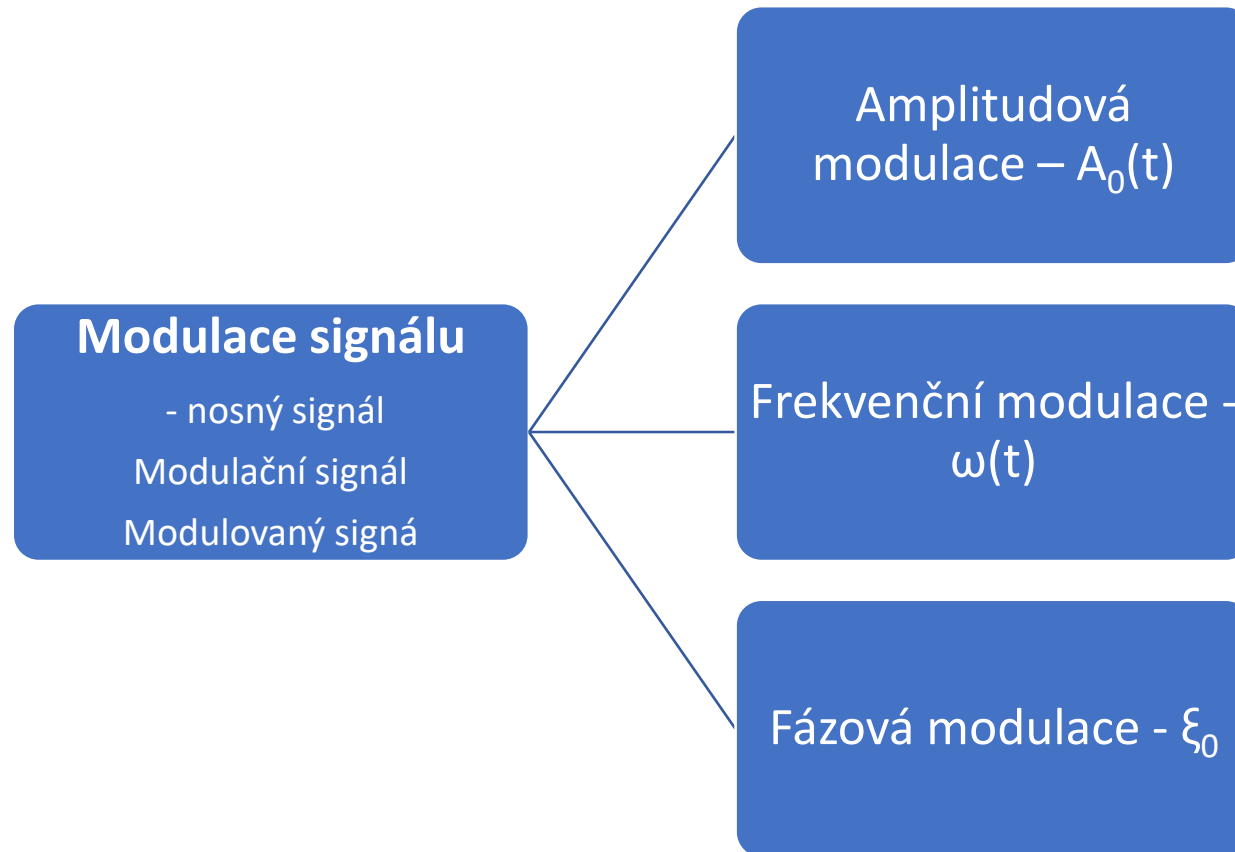 Modulace signálu
- nosný signál
Modulační signál
Modulovaný signá
Amplitudová
modulace – A₀(t)
Frekvenční modulace -
ω(t)
Fázová modulace - ξ₀